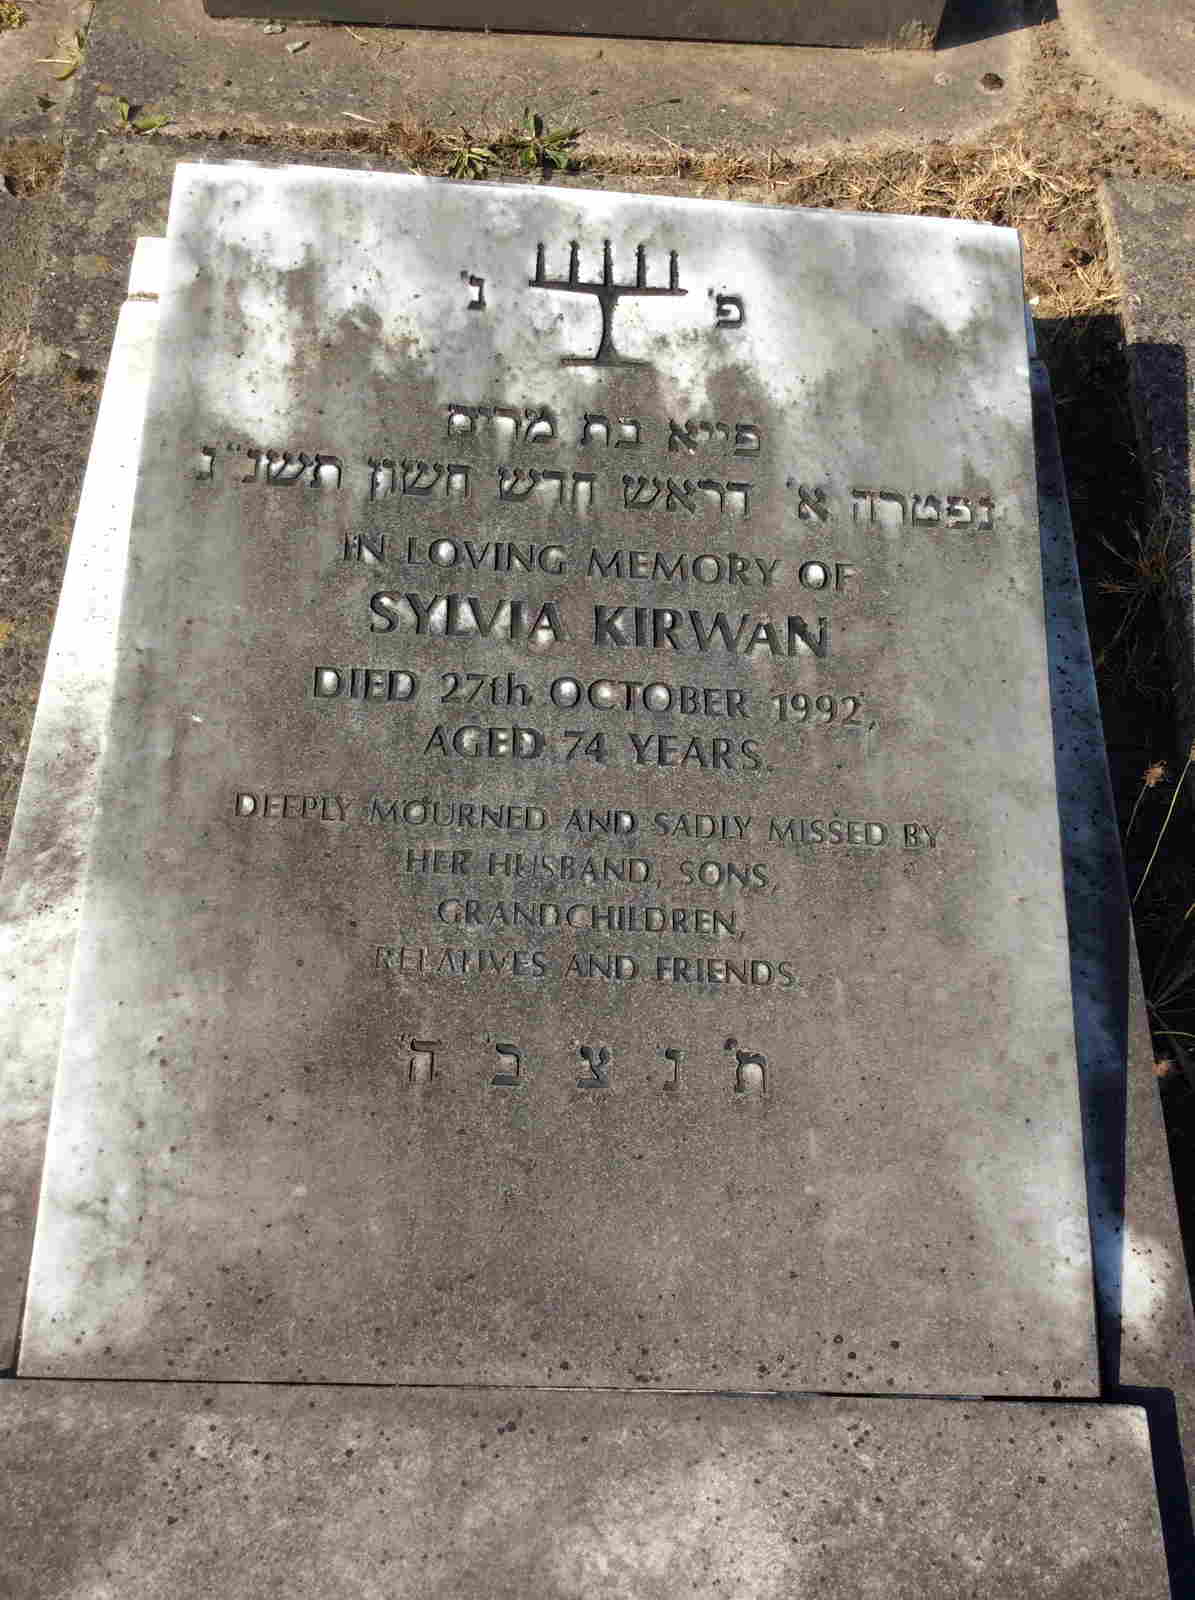 פ' נ'
פייא בת מרים
נפטרה א' דראש חדש חשון תשנ"ג
IN LOVING MEMORY OF
SYLVIA KIRWAN
DIED 27th OCTOBER 1992,
AGED 74 YEARS.
DEEPLY MOURNED AND SADLY MISSED BY
HER HUSBAND, SONS,
GRANDCHILDREN,
RELATIVES AND FRIENDS.
ת' נ צ ב' ה'